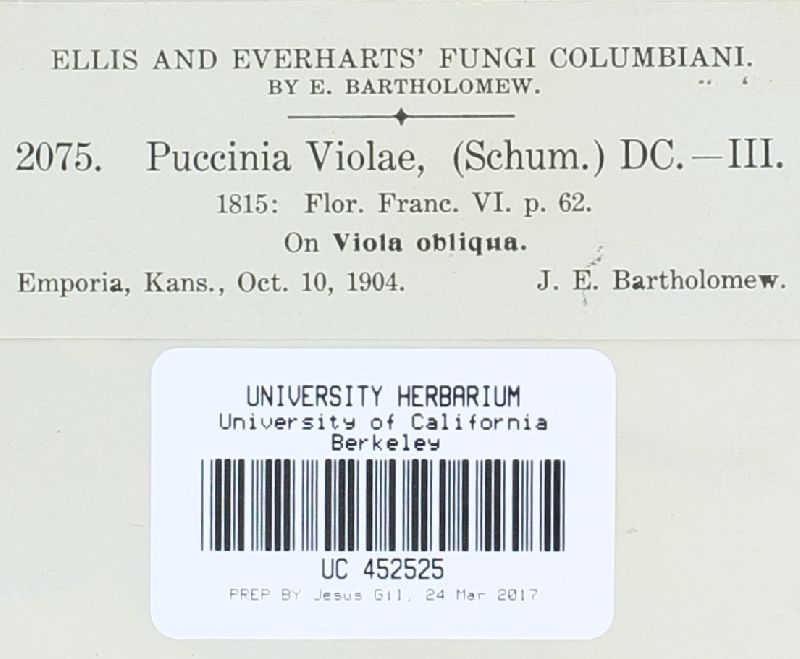 ELLIS AND EVERHARTS' FUNGI COLUMBIANI.
BY E. BARTHOLOMEW.
2075. Puccinia Violae, (Schum.) DC.—III.
1815: Flor. Franc. VI. p. 62.
On Viola obliqua.
Emporia, Kans., Oct. 10, 1904. J. E. Bartholomew.
UNIVERSITY HERBARIUM
University of California
Berkeley
UC 452525
PREP BY Jesus Gil, 24 Mar 2017